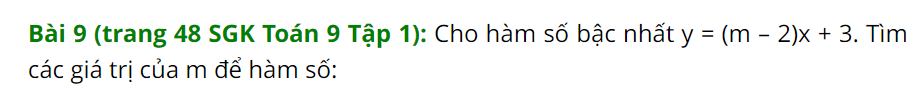 Bài 9 (trang 48 SGK Toán 9 Tập 1): Cho hàm số bậc nhất y = (m – 2)x + 3. Tìm
các giá trị của m để hàm số: